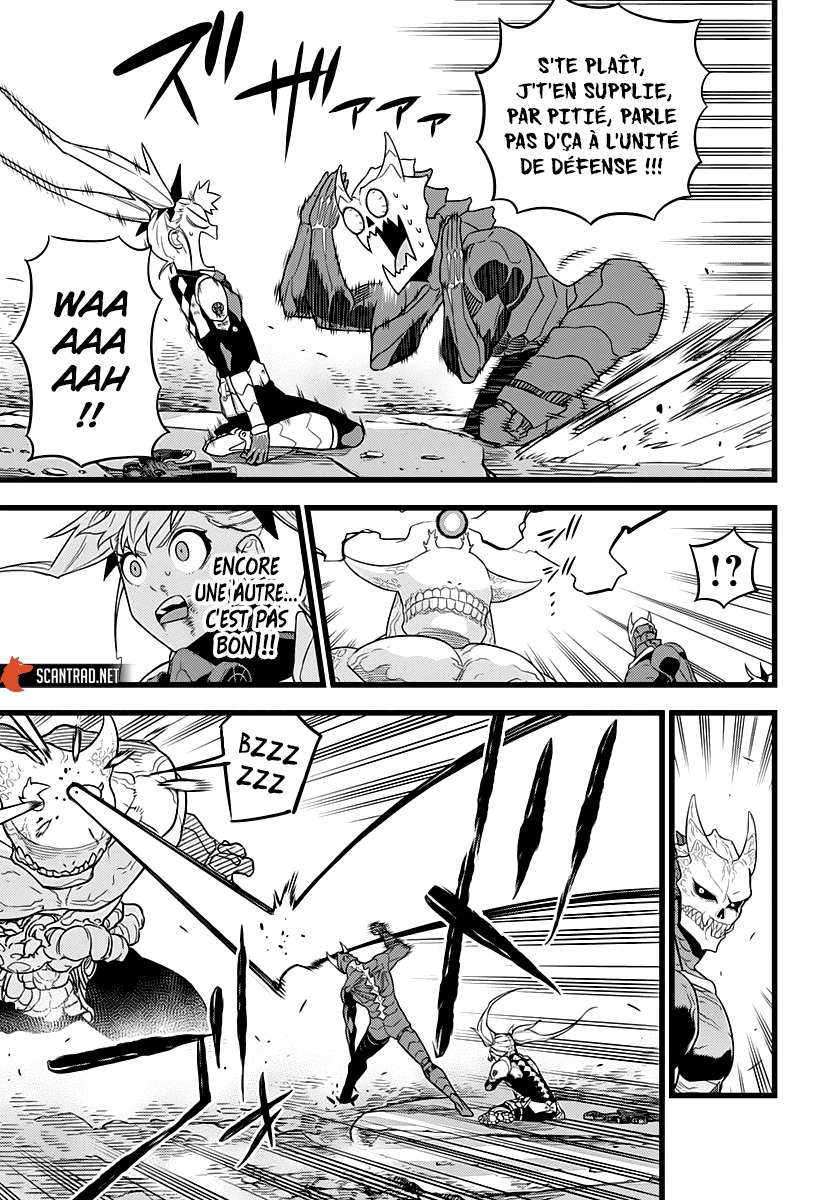 S'TE PLAÎT,
J'T'EN SUPPLIE,
PAR PITIÉ, PARLE
PAS D'ÇA À L'UNITÉ
DE DÉFENSE !!!
ズザァァァ
WAA
AAA
AAH
!!
!?
ENCORE
UNE AUTRE...
C'EST PAS
BON !!
SCANTRAD.NET
BZZZ
ZZZ